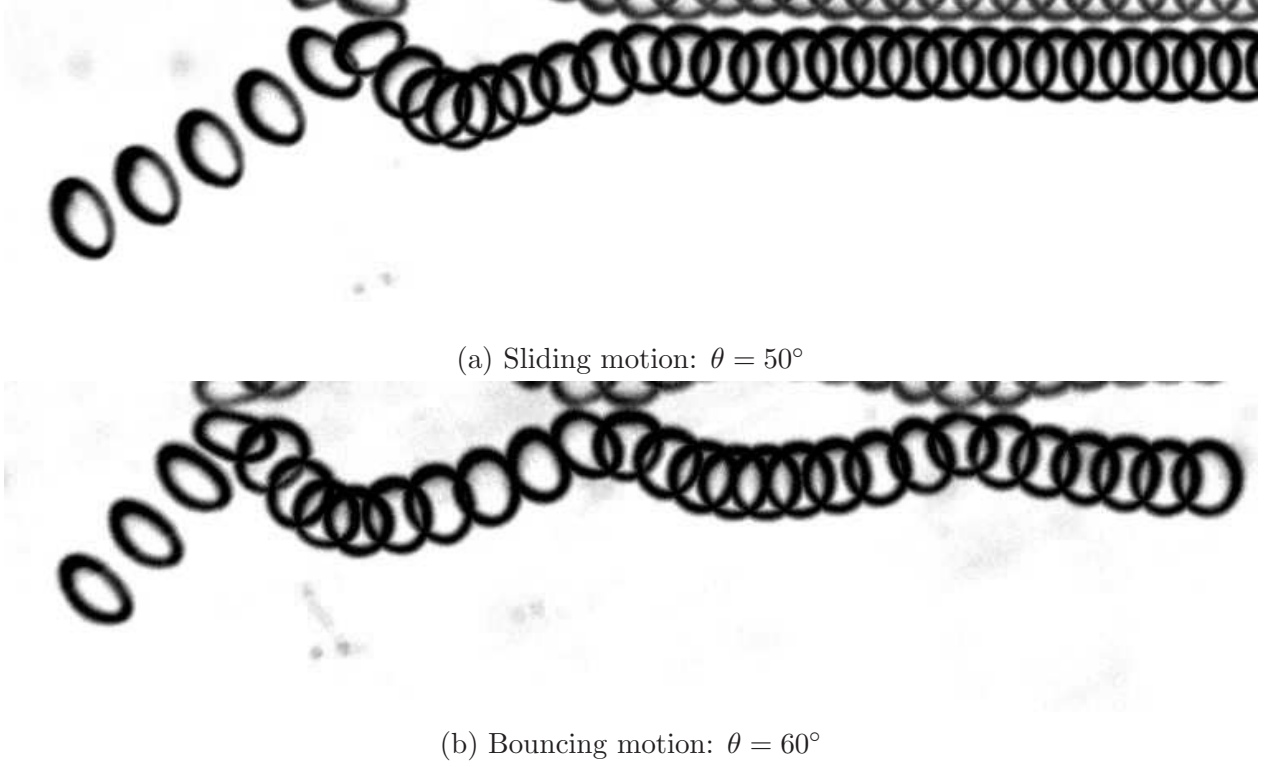 (a) Sliding motion: θ = 50°
(b) Bouncing motion: θ = 60°